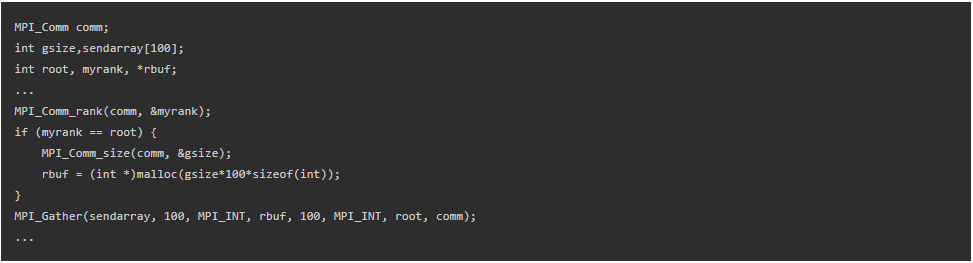 MPI_Comm comm;
int gsize,sendarray[100];
int root, myrank, *rbuf;
...
MPI_Comm_rank(comm, &myrank);
if (myrank == root) {
    MPI_Comm_size(comm, &gsize);
    rbuf = (int *)malloc(gsize*100*sizeof(int));
}
MPI_Gather(sendarray, 100, MPI_INT, rbuf, 100, MPI_INT, root, comm);
...